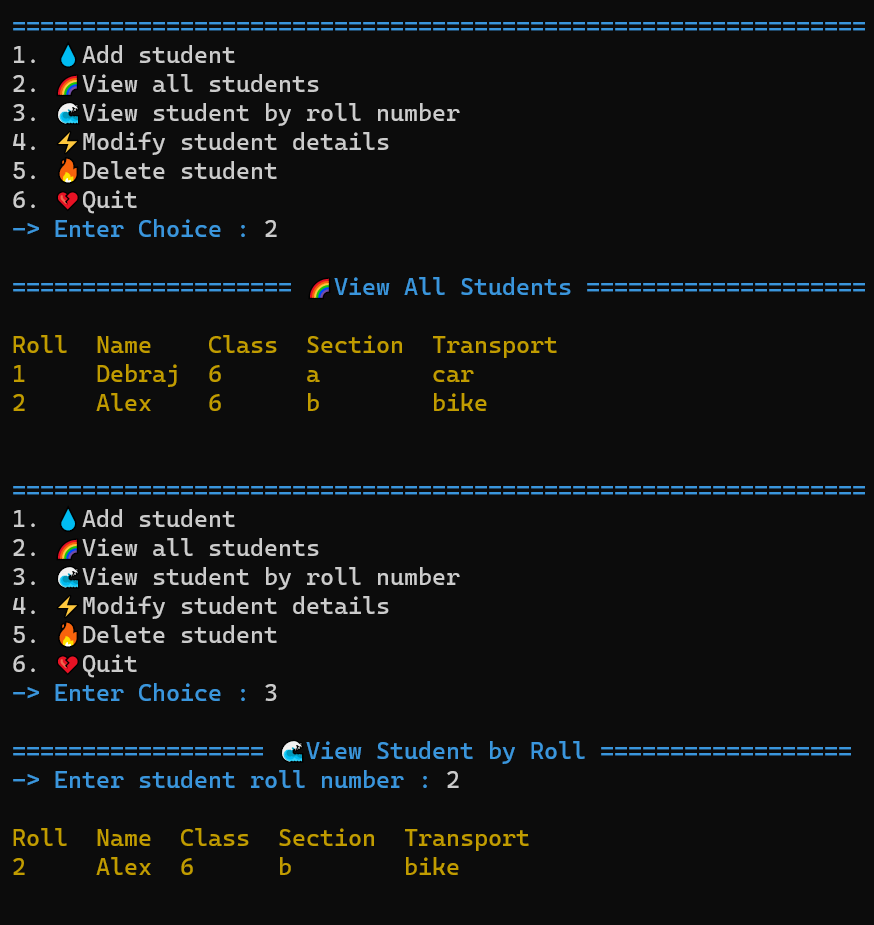 =============================================================
1. 💧Add student
2. 🌈View all students
3. 🌊View student by roll number
4. ⚡Modify student details
5. 🔥Delete student
6. 💔Quit
-> Enter Choice : 2
==================== 🌈View All Students ====================
Roll  Name    Class  Section  Transport
1     Debraj  6      a        car
2     Alex    6      b        bike
=============================================================
1. 💧Add student
2. 🌈View all students
3. 🌊View student by roll number
4. ⚡Modify student details
5. 🔥Delete student
6. 💔Quit
-> Enter Choice : 3
================== 🌊View Student by Roll ==================
-> Enter student roll number : 2
Roll  Name  Class  Section  Transport
2     Alex  6      b        bike